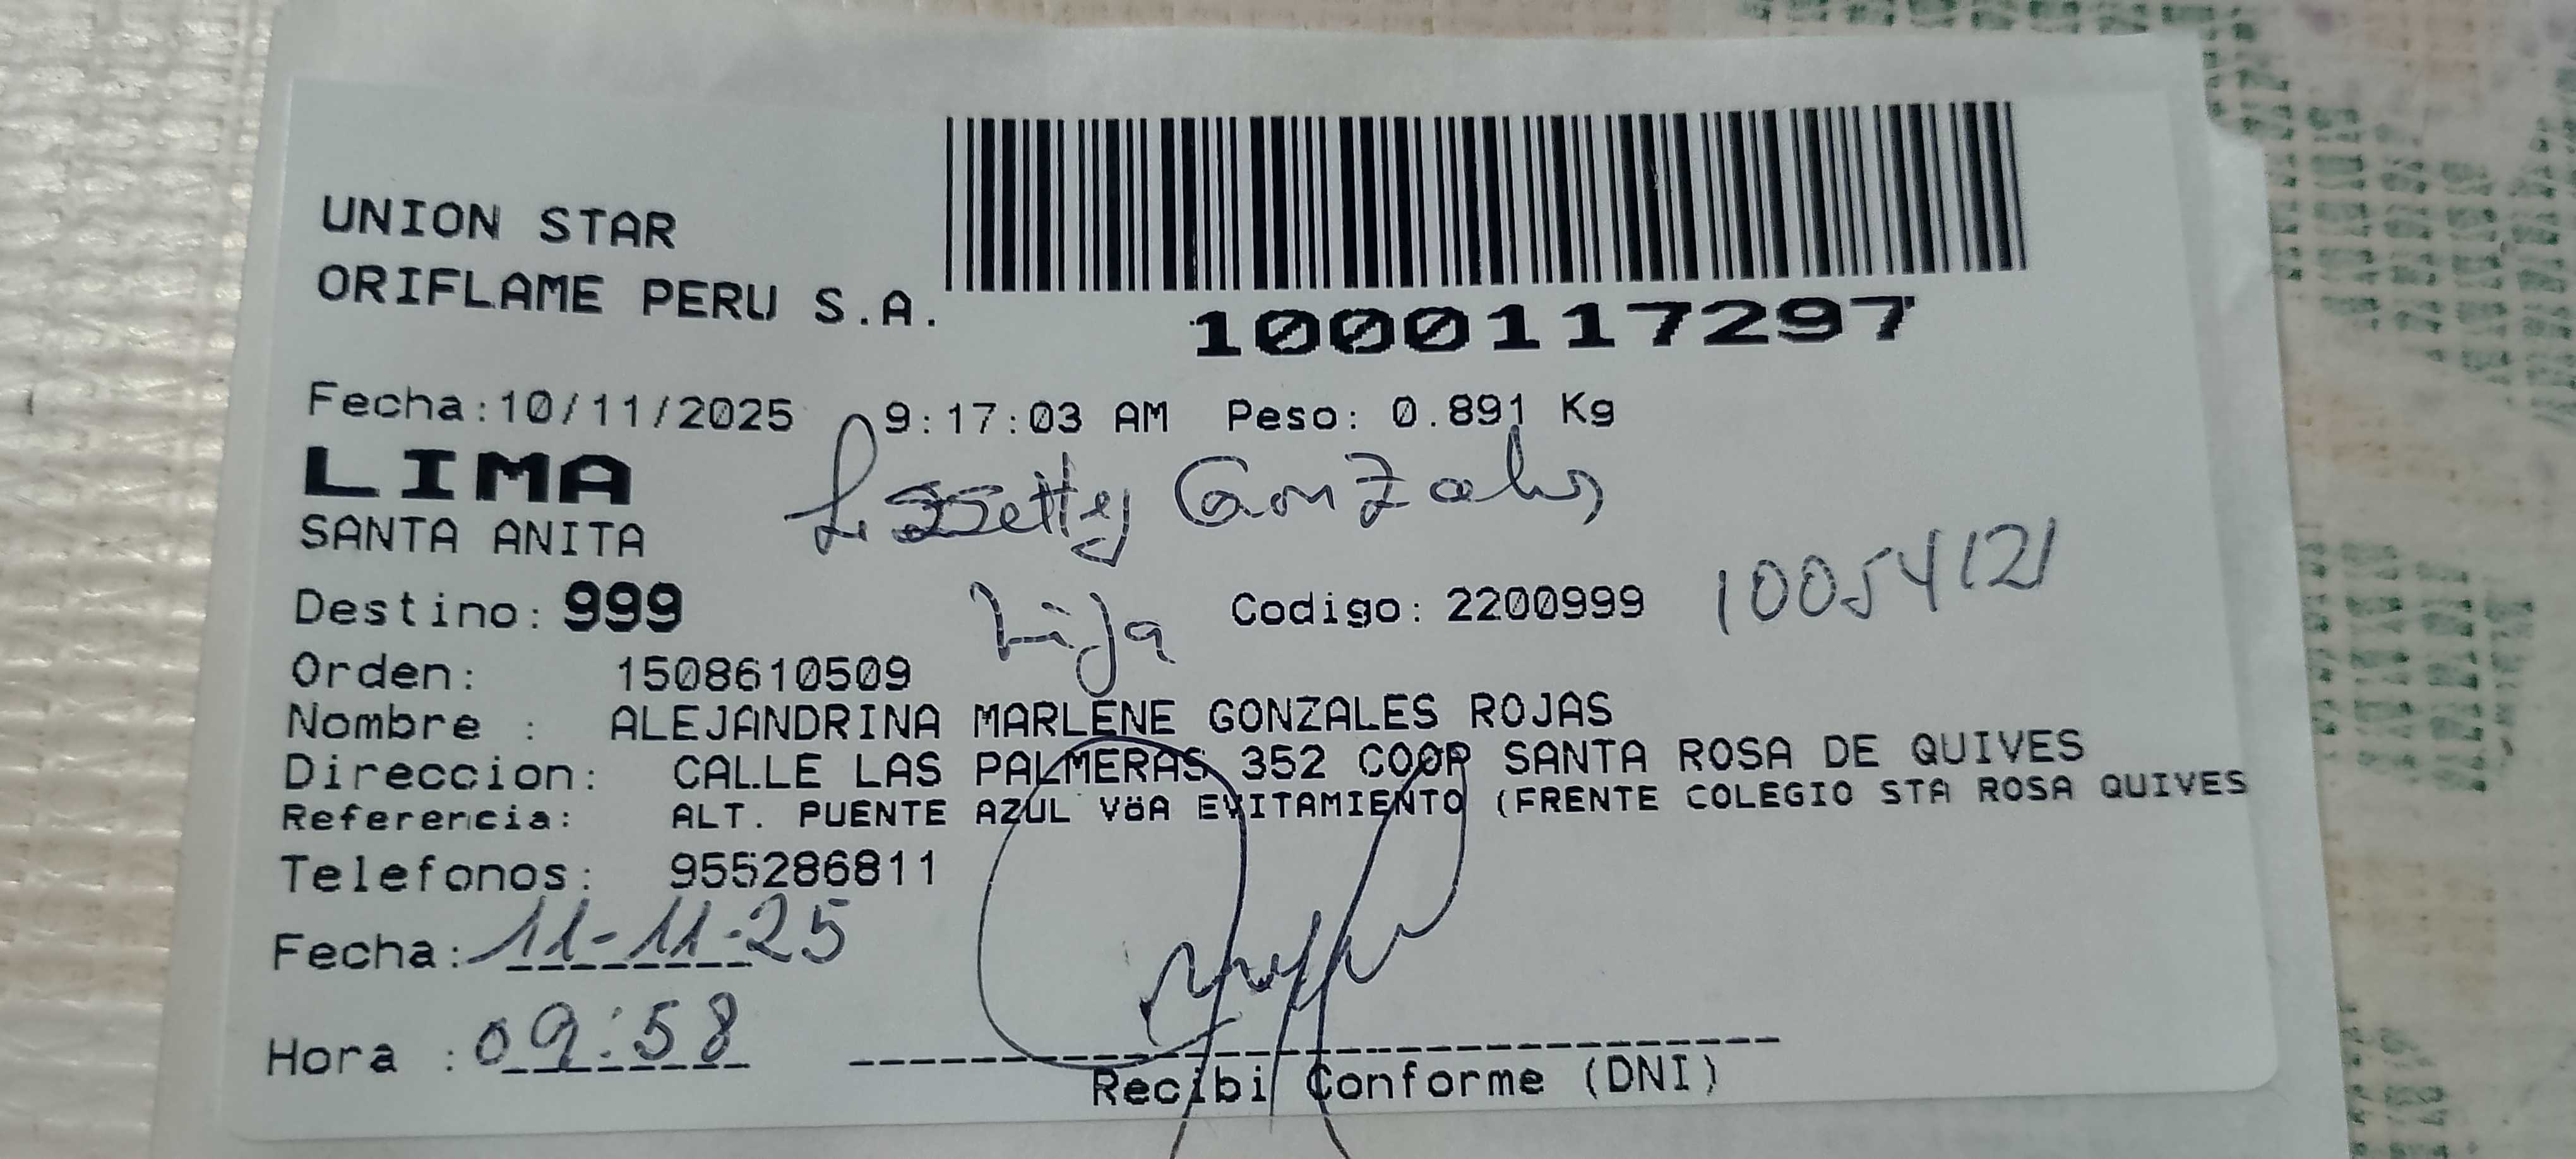 UNION STAR
ORIFLAME PERU S.A.
1000117297
Fecha:10/11/2025 9:17:03 AM Peso: 0.891 Kg
LIMA
Lissetty Gonzales
SANTA ANITA
Destino: 999 Hija Codigo: 2200999 10054121
Orden: 1508610509
Nombre : ALEJANDRINA MARLENE GONZALES ROJAS
Direccion: CALLE LAS PALMERAS 352 COOP SANTA ROSA DE QUIVES
Referencia: ALT. PUENTE AZUL VöA EVITAMIENTO (FRENTE COLEGIO STA ROSA QUIVES
Telefonos: 955286811
Fecha: 11-11-25
Hora : 09:58
Recibi Conforme (DNI)